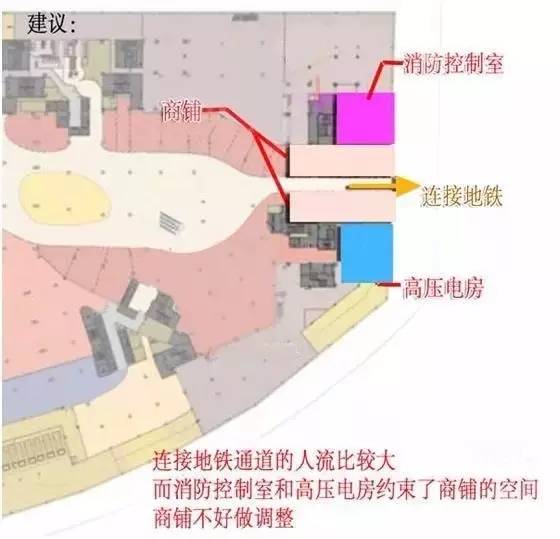 建议：
消防控制室
商铺
连接地铁
高压电房
连接地铁通道的人流比较大
而消防控制室和高压电房约束了商铺的空间
商铺不好做调整